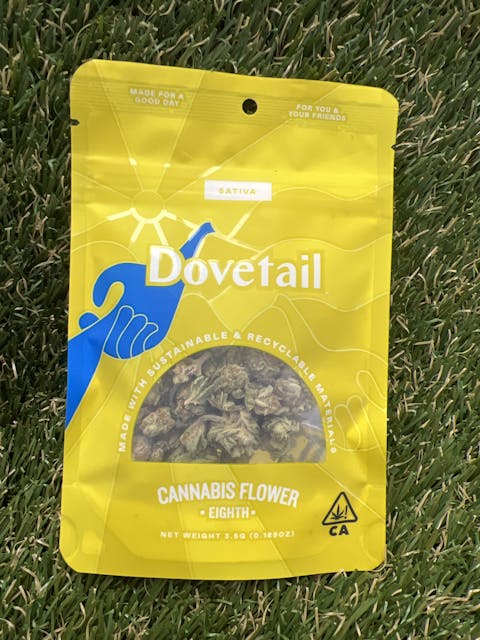 MADE FOR A
GOOD DAY
FOR YOU &
YOUR FRIENDS
SATIVA
Dovetail
MADE WITH SUSTAINABLE & RECYCLABLE MATERIALS
CANNABIS FLOWER
• EIGHTH •
NET WEIGHT 3.5G (0.125OZ)
CA